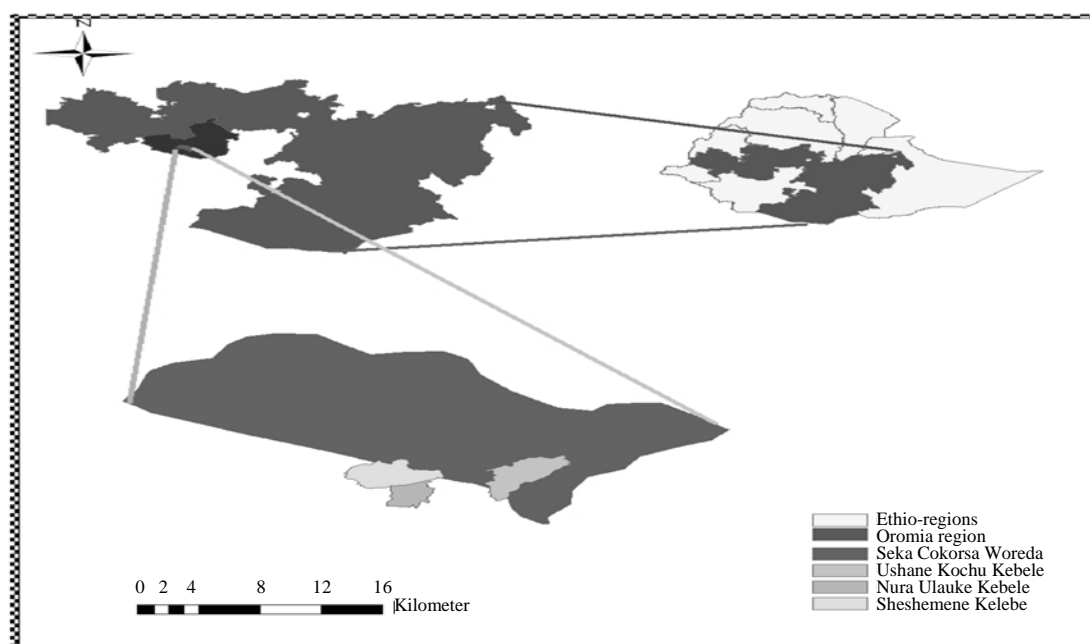 N
Ethio-regions
Oromia region
Seka Cokorsa Woreda
Ushane Kochu Kebele
Nura Ulauke Kebele
Sheshemene Kelebe
0 2 4 8 12 16
Kilometer